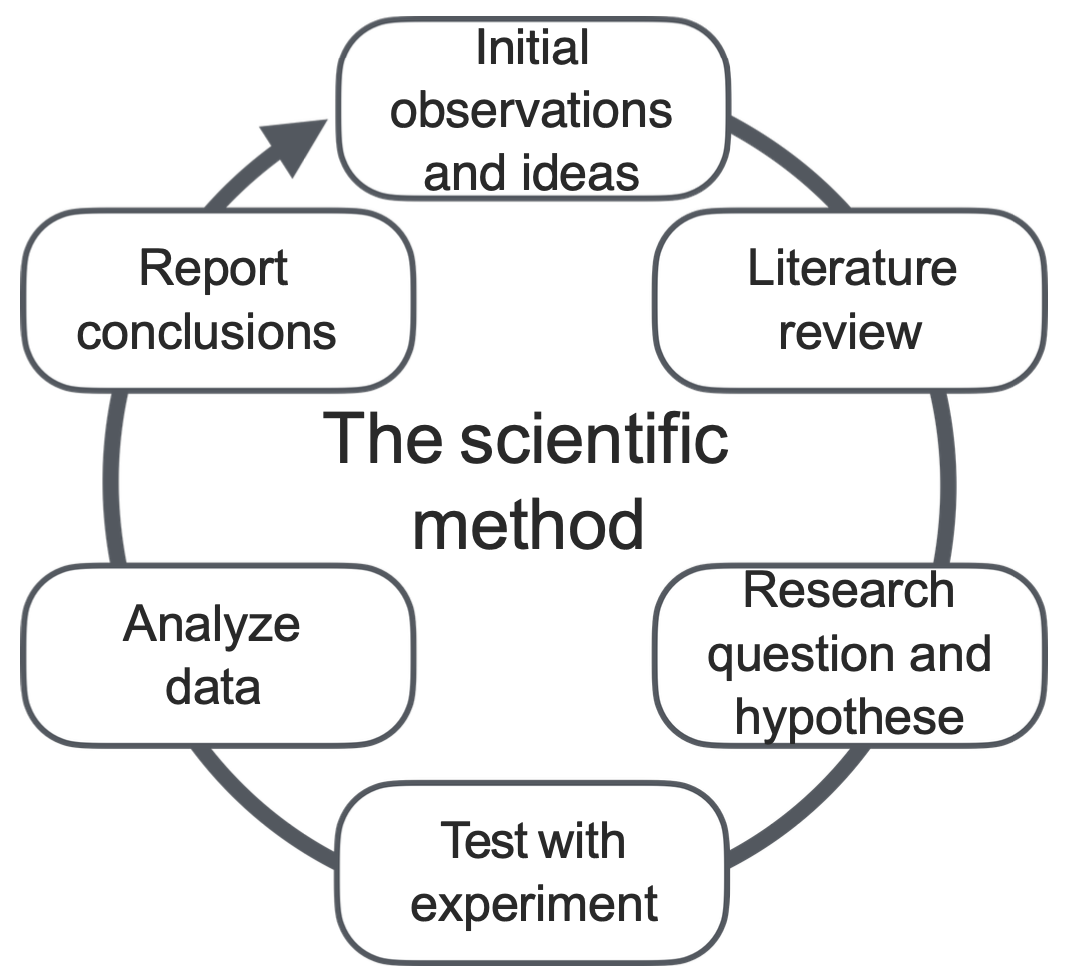 Initial
observations
and ideas
Literature
review
Research
question and
hypothese
Test with
experiment
Analyze
data
Report
conclusions
The scientific
method